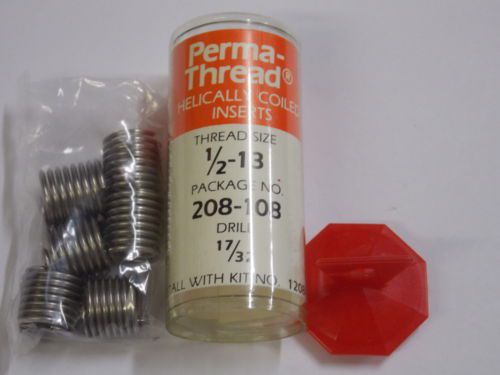 Perma-
Thread®
HELICALLY COILED
INSERTS
THREAD SIZE
1/2-13
PACKAGE NO.
208-108
DRILL
17/32
WITH KIT NO. 1208